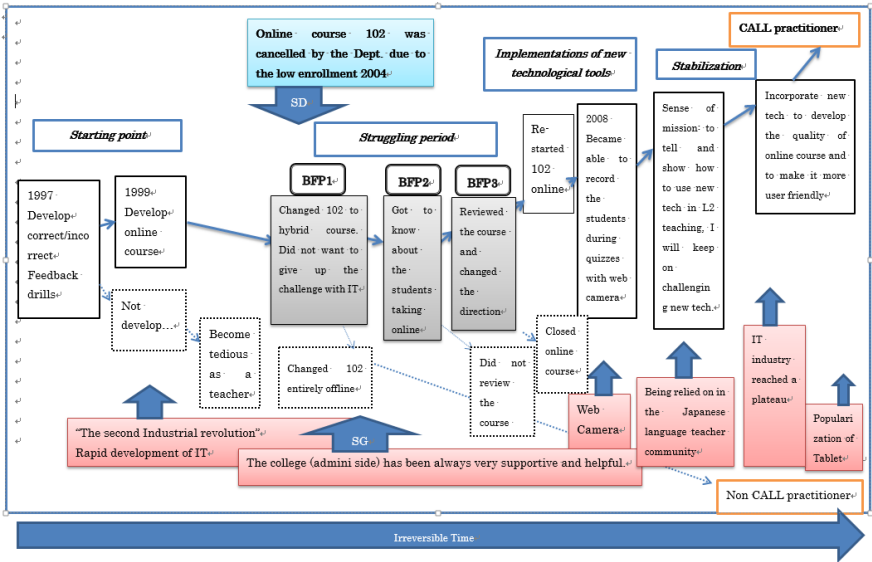 CALL practitioner
Online course 102 was
cancelled by the Dept. due to
the low enrollment 2004
Implementations of new
technological tools
Stabilization
SD
Starting point
Struggling period
BFP1
BFP2
BFP3
1997
Develop
correct/inco
rrect
Feedback
drills
1999
Develop
online
course
Changed 102 to
hybrid course.
Did not want to
give up the
challenge with IT
Got to
know
about
the
students
taking
online
Reviewed
the course
and
changed
the
direction
Re-
started
102
online
2008
Became
able to
record
the
students
during
quizzes
with web
camera
Sense of
mission: to
tell and
show how
to use new
tech in L2
teaching, I
will keep
on
challengin
g new tech.
Incorporate new
tech to develop
the quality of
online course and
to make it more
user friendly
Not
develop...
Become
tedious
as a
teacher
Changed 102
entirely offline
Did not
review
the
course
Closed
online
course
"The second Industrial revolution"
Rapid development of IT
SG
The college (admini side) has been always very supportive and helpful.
Web
Camera
Being relied on in
the Japanese
language teacher
community
IT
industry
reached a
plateau
Populari
zation of
Tablet
Non CALL practitioner
Irreversible Time